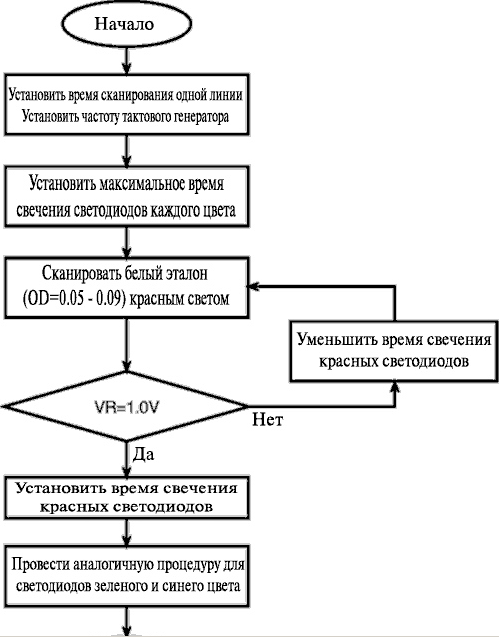 Начало
Установить время сканирования одной линии
Установить частоту тактового генератора
Установить максимальное время
свечения светодиодов каждого цвета
Сканировать белый эталон
(OD=0.05 - 0.09) красным светом
Уменьшить время свечения
красных светодиодов
VR=1.0V
Нет
Да
Установить время свечения
красных светодиодов
Провести аналогичную процедуру для
светодиодов зеленого и синего цвета